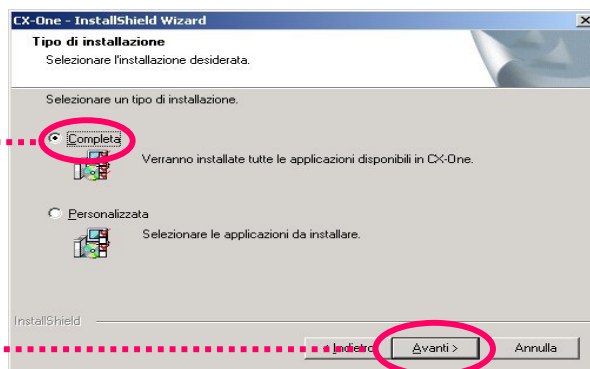 CX-One - InstallShield Wizard
Tipo di installazione
Selezionare l'installazione desiderata.
Selezionare un tipo di installazione.
Completa
Verranno installate tutte le applicazioni disponibili in CX-One.
Personalizzata
Selezionare le applicazioni da installare.
InstallShield
< Indietro Avanti > Annulla